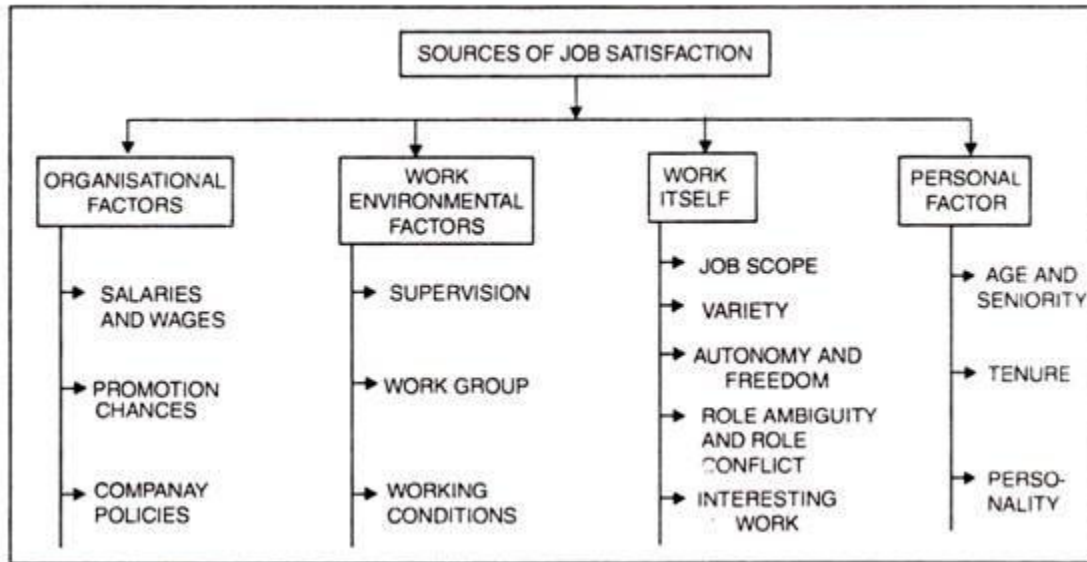 SOURCES OF JOB SATISFACTION
ORGANISATIONAL
FACTORS
SALARIES
AND WAGES
PROMOTION
CHANCES
COMPANAY
POLICIES
WORK
ENVIRONMENTAL
FACTORS
SUPERVISION
WORK GROUP
WORKING
CONDITIONS
WORK
ITSELF
JOB SCOPE
VARIETY
AUTONOMY AND
FREEDOM
ROLE AMBIGUITY
AND ROLE
CONFLICT
INTERESTING
WORK
PERSONAL
FACTOR
AGE AND
SENIORITY
TENURE
PERSO-
NALITY